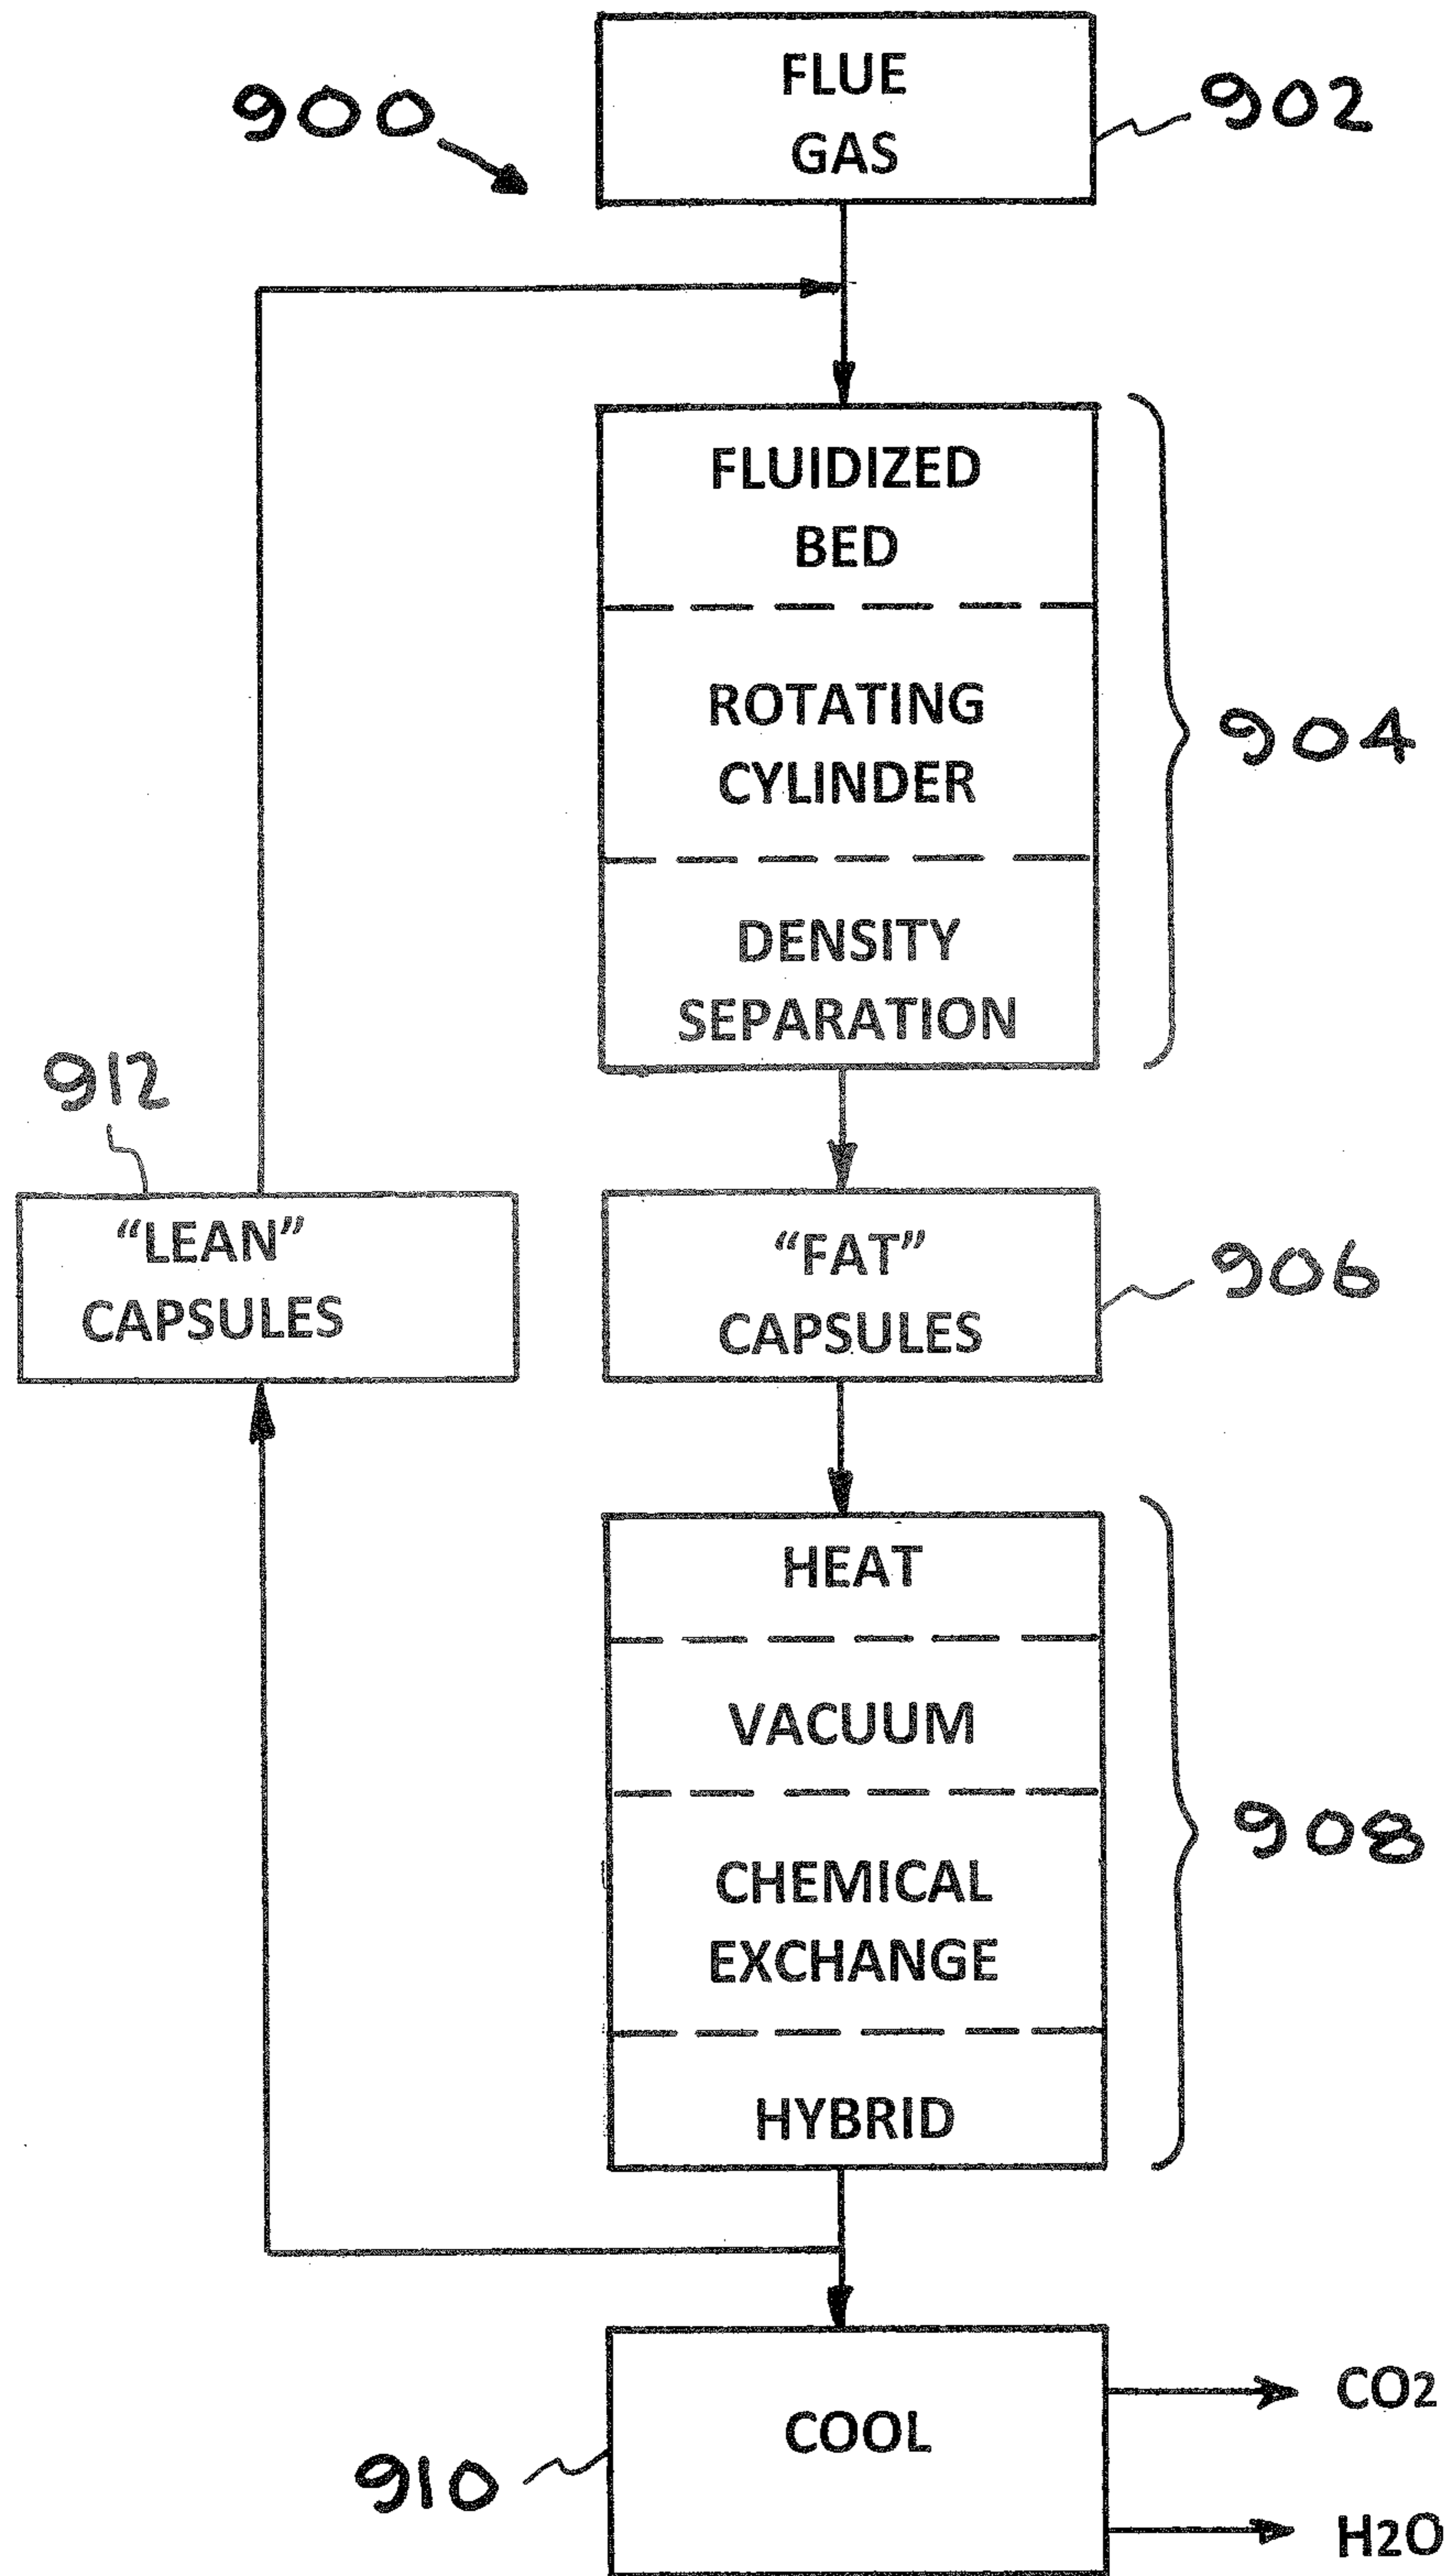 FLUE
GAS
900
902
FLUIDIZED
BED
ROTATING
CYLINDER
904
DENSITY
SEPARATION
912
“LEAN”
CAPSULES
“FAT”
CAPSULES
906
HEAT
VACUUM
CHEMICAL
EXCHANGE
908
HYBRID
COOL
910
CO2
H2O